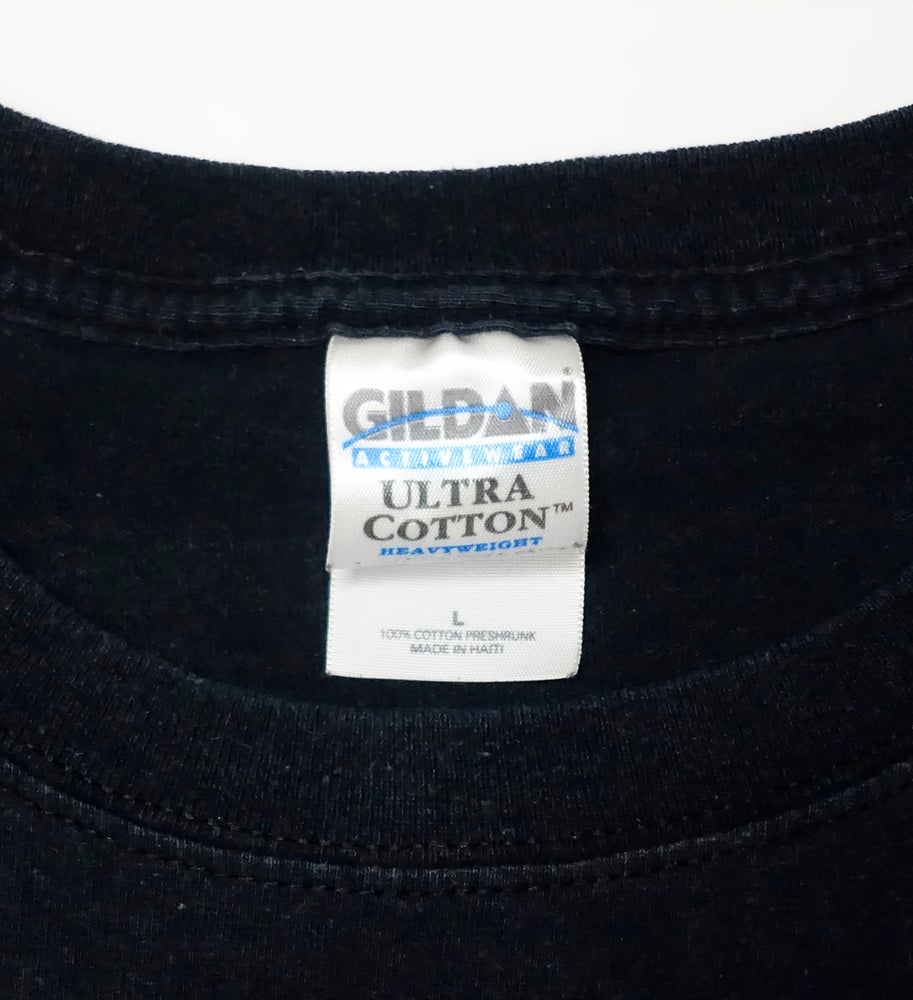 GILDAN®
ACTIVEWEAR
ULTRA
COTTON™
HEAVYWEIGHT
L
100% COTTON PRESHRUNK
MADE IN HAITI